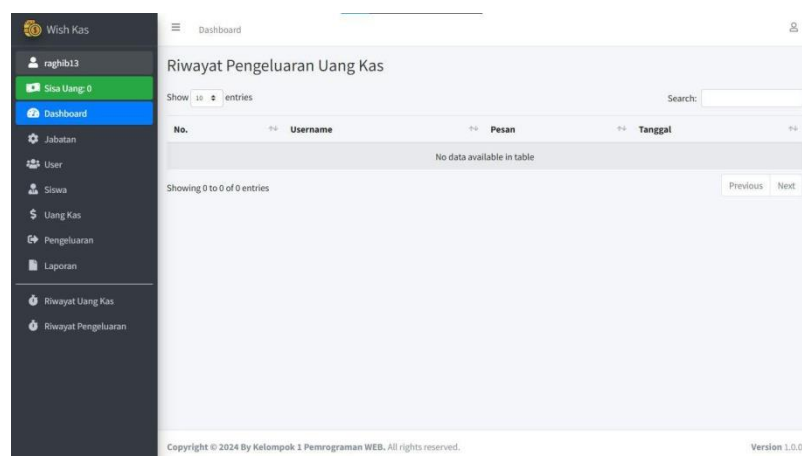 Wish Kas
raghib13
Sisa Uang: 0
Dashboard
Jabatan
User
Siswa
Uang Kas
Pengeluaran
Laporan
Riwayat Uang Kas
Riwayat Pengeluaran
Dashboard
Riwayat Pengeluaran Uang Kas
Show 10 entries
Search:
No. Username Pesan Tanggal
No data available in table
Showing 0 to 0 of 0 entries
Previous Next
Copyright © 2024 By Kelompok 1 Pemrograman WEB. All rights reserved.
Version 1.0.0